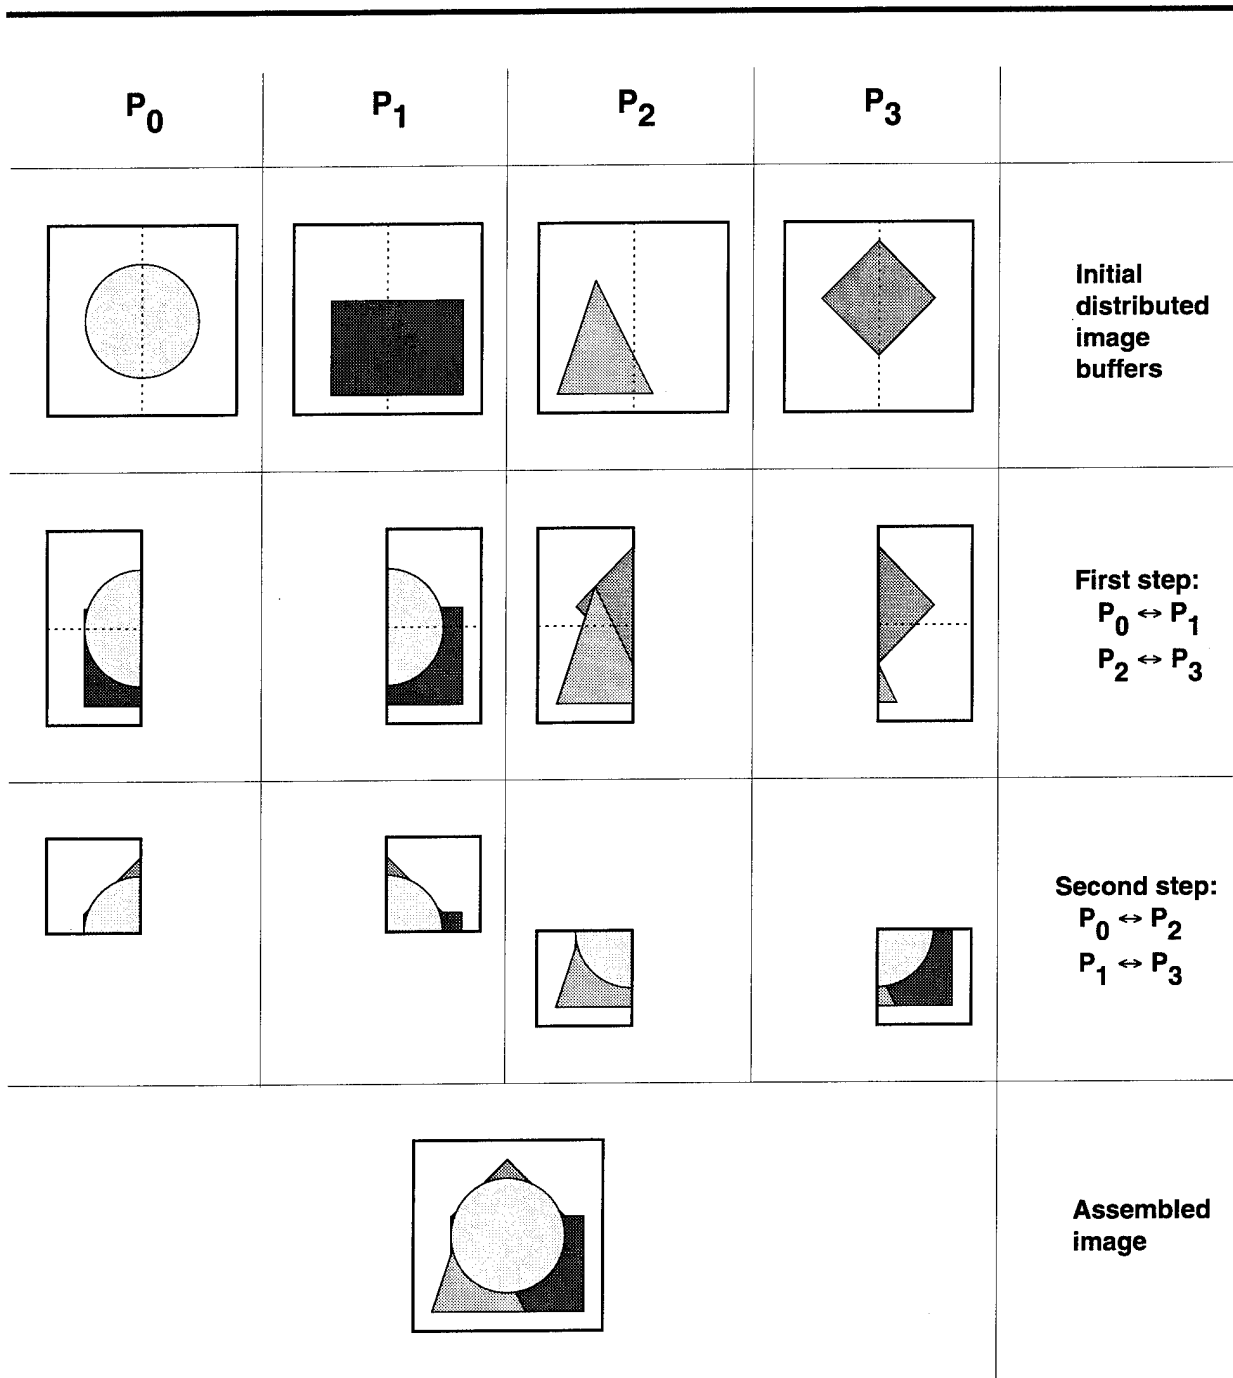 P0 P1 P2 P3
Initial
distributed
image
buffers
First step:
P0 ↔ P1
P2 ↔ P3
Second step:
P0 ↔ P2
P1 ↔ P3
Assembled
image